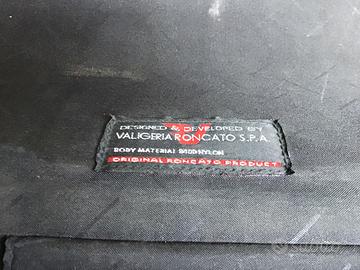 DESIGNED & DEVELOPED BY
VALIGERIA RONCATO S.P.A.
BODY MATERIAL NYLON
ORIGINAL RONCATO PRODUCT